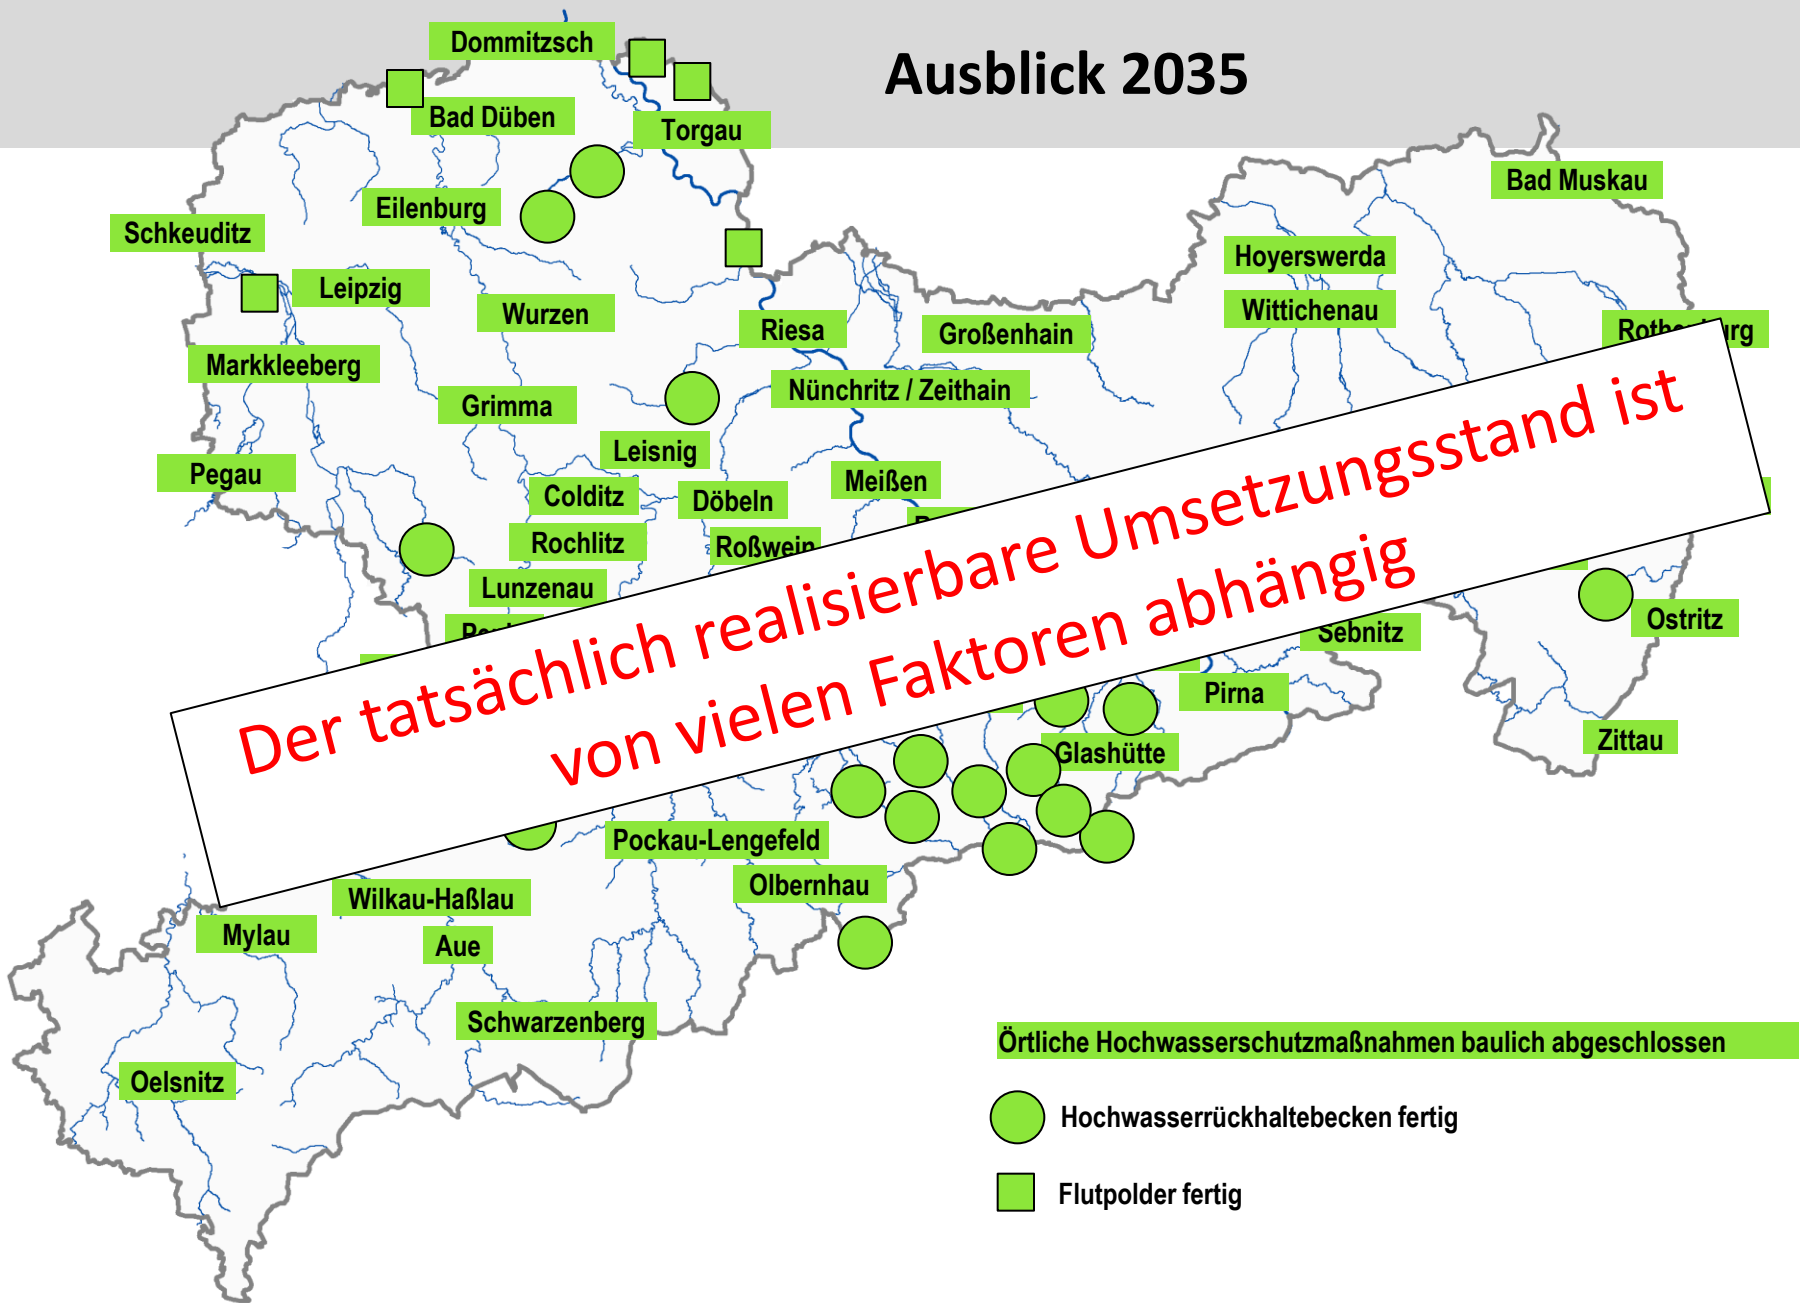 Ausblick 2035
Dommitzsch
Bad Düben
Torgau
Bad Muskau
Eilenburg
Schkeuditz
Hoyerswerda
Leipzig
Wurzen
Wittichenau
Riesa
Großenhain
Markkleeberg
Nünchritz / Zeithain
Grimma
Leisnig
Pegau
Meißen
Colditz
Döbeln
Rochlitz
Roßwein
Lunzenau
Der tatsächlich realisierbare Umsetzungsstand ist
von vielen Faktoren abhängig
Ostritz
Sebnitz
Pirna
Zittau
Glashütte
Pockau-Lengefeld
Olbernhau
Wilkau-Haßlau
Mylau
Aue
Schwarzenberg
Oelsnitz
Örtliche Hochwasserschutzmaßnahmen baulich abgeschlossen
Hochwasserrückhaltebecken fertig
Flutpolder fertig